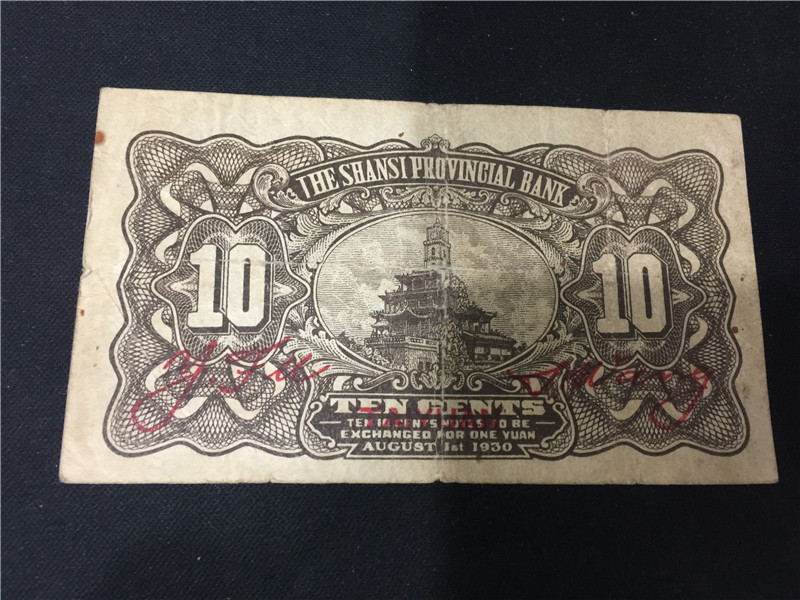 THE SHANSI PROVINCIAL BANK
10 10
TEN CENTS
TEN 10 CENTS NOTES TO BE
EXCHANGED FOR ONE YUAN
AUGUST 1st 1930